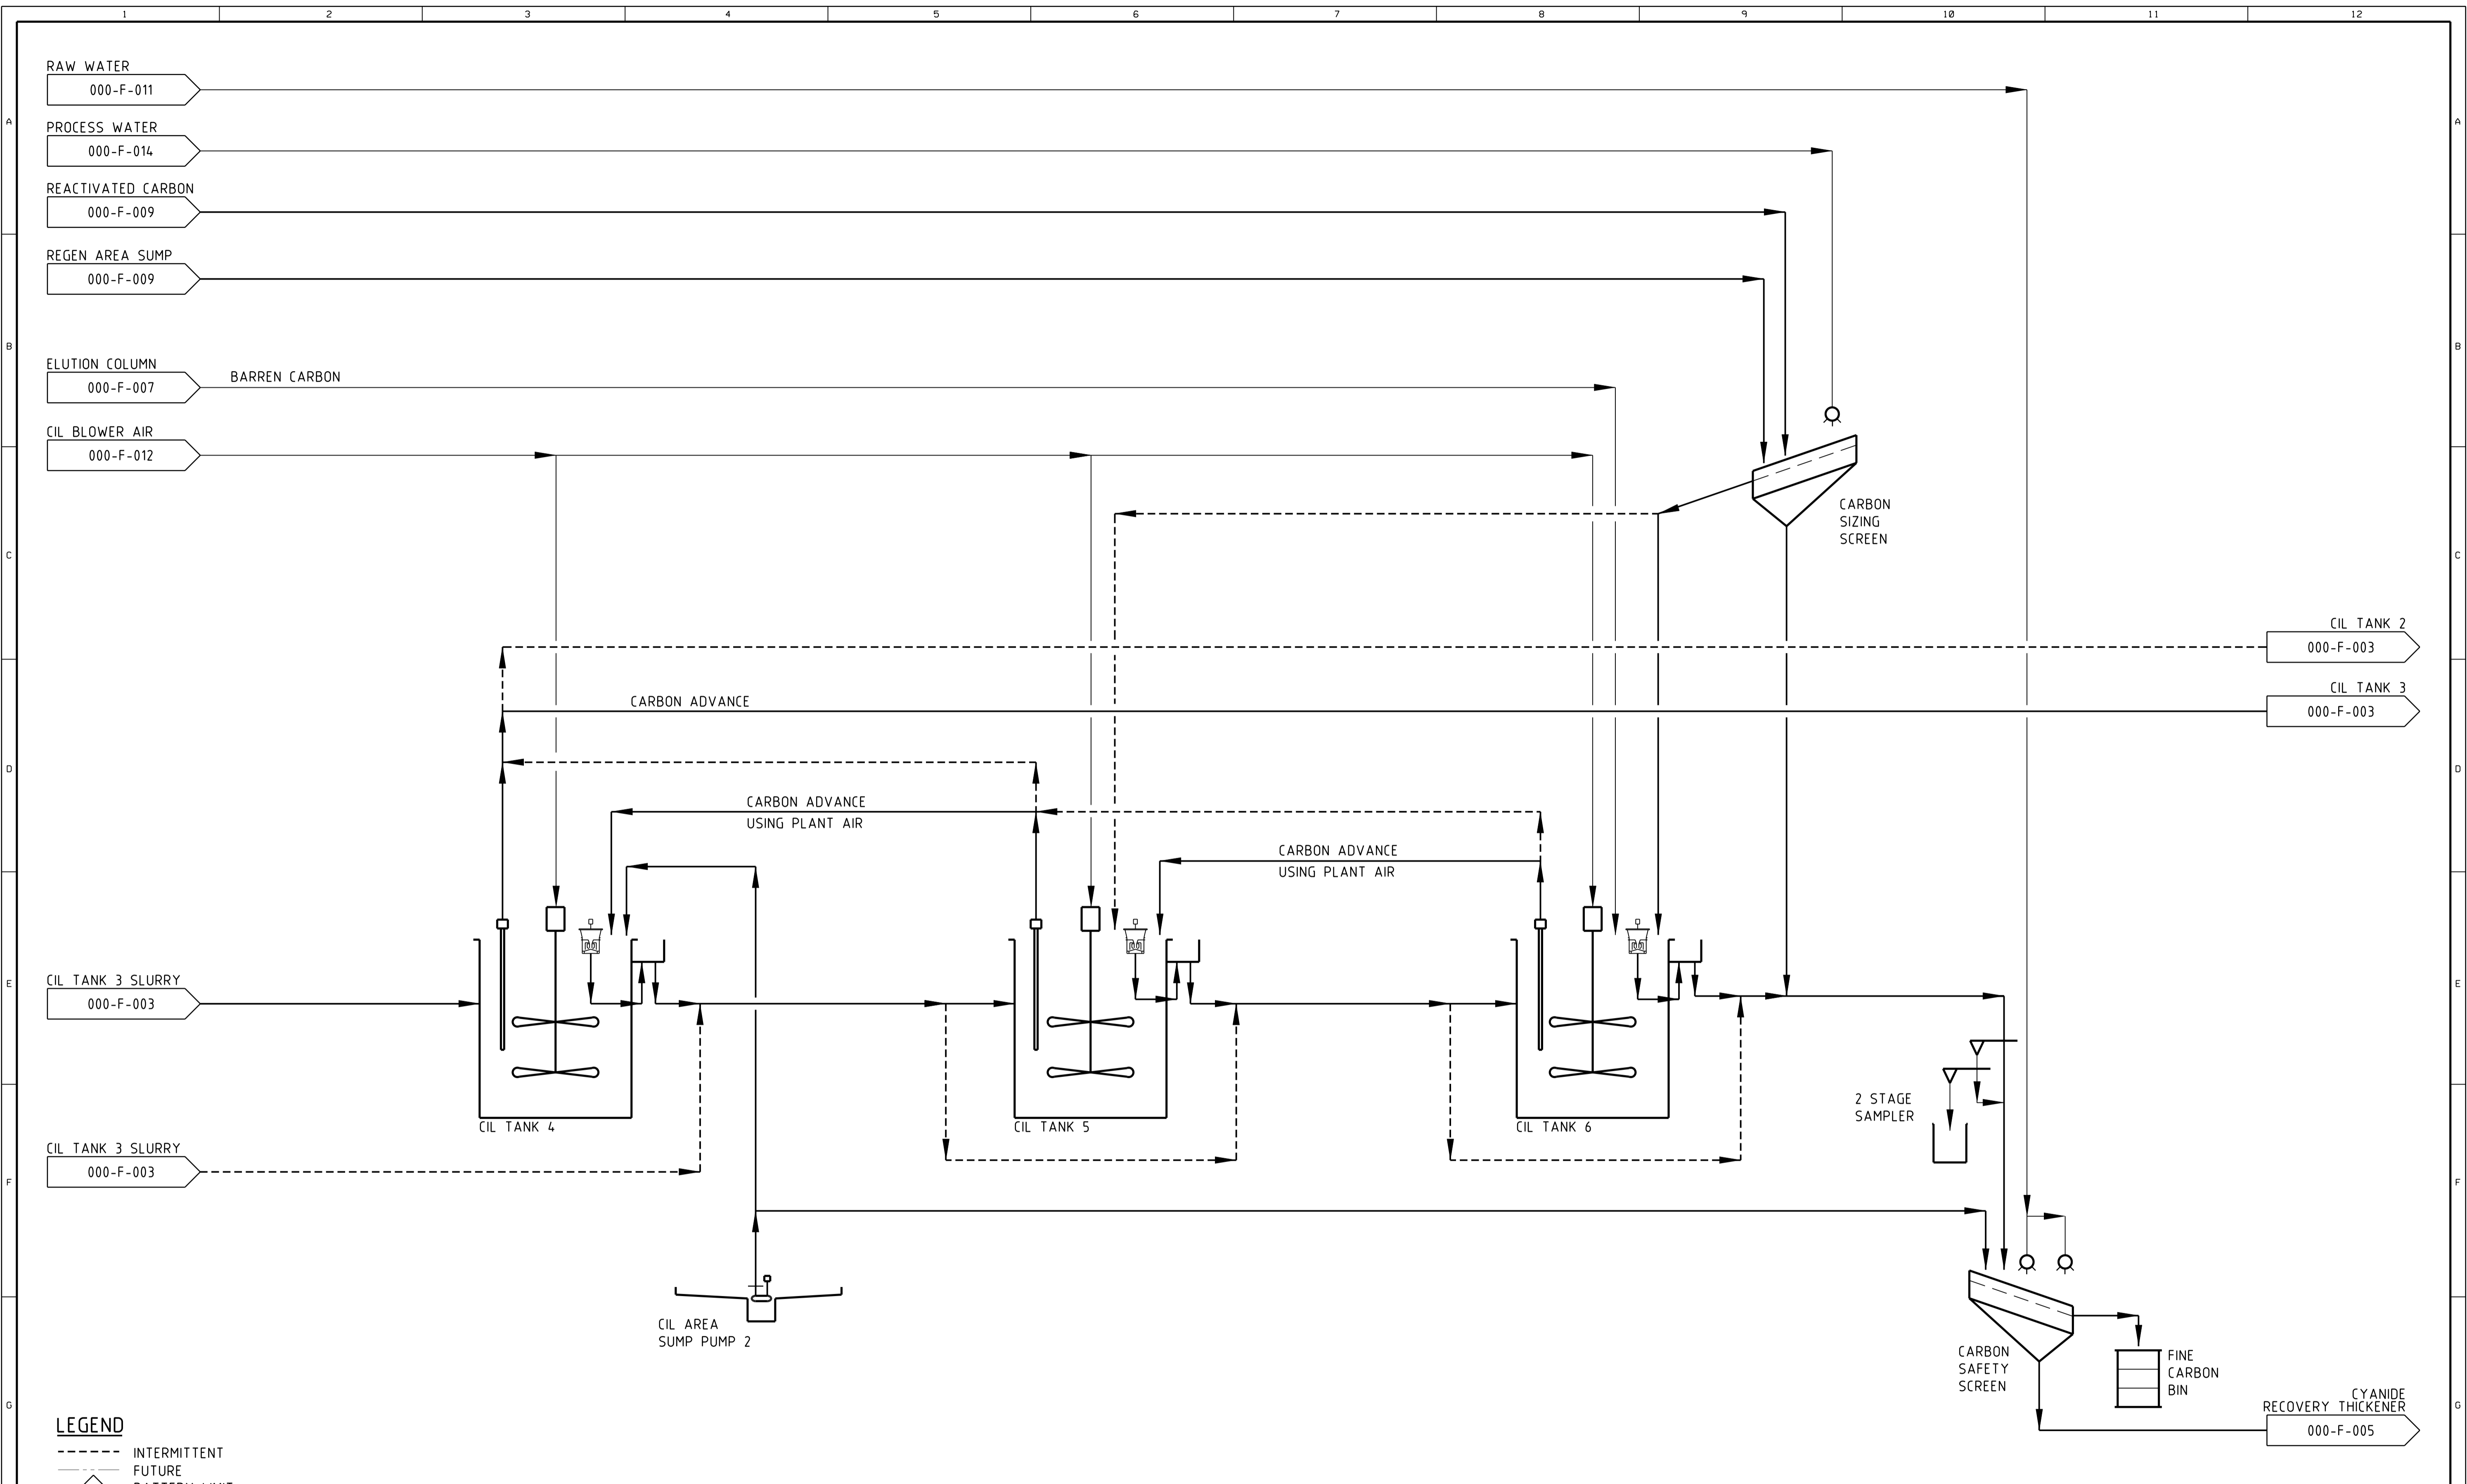 1 2 3 4 5 6 7 8 9 10 11 12
RAW WATER
000-F-011
A A
PROCESS WATER
000-F-014
REACTIVATED CARBON
000-F-009
REGEN AREA SUMP
000-F-009
B B
ELUTION COLUMN
000-F-007
BARREN CARBON
CIL BLOWER AIR
000-F-012
CARBON
SIZING
SCREEN
C C
CIL TANK 2
000-F-003
CIL TANK 3
000-F-003
CARBON ADVANCE
D D
CARBON ADVANCE
USING PLANT AIR
CARBON ADVANCE
USING PLANT AIR
CIL TANK 3 SLURRY
000-F-003
E E
2 STAGE
SAMPLER
CIL TANK 4
CIL TANK 5
CIL TANK 6
CIL TANK 3 SLURRY
000-F-003
F F
CIL AREA
SUMP PUMP 2
CARBON
SAFETY
SCREEN
FINE
CARBON
BIN
CYANIDE
RECOVERY THICKENER
000-F-005
G G
LEGEND
INTERMITTENT
FUTURE